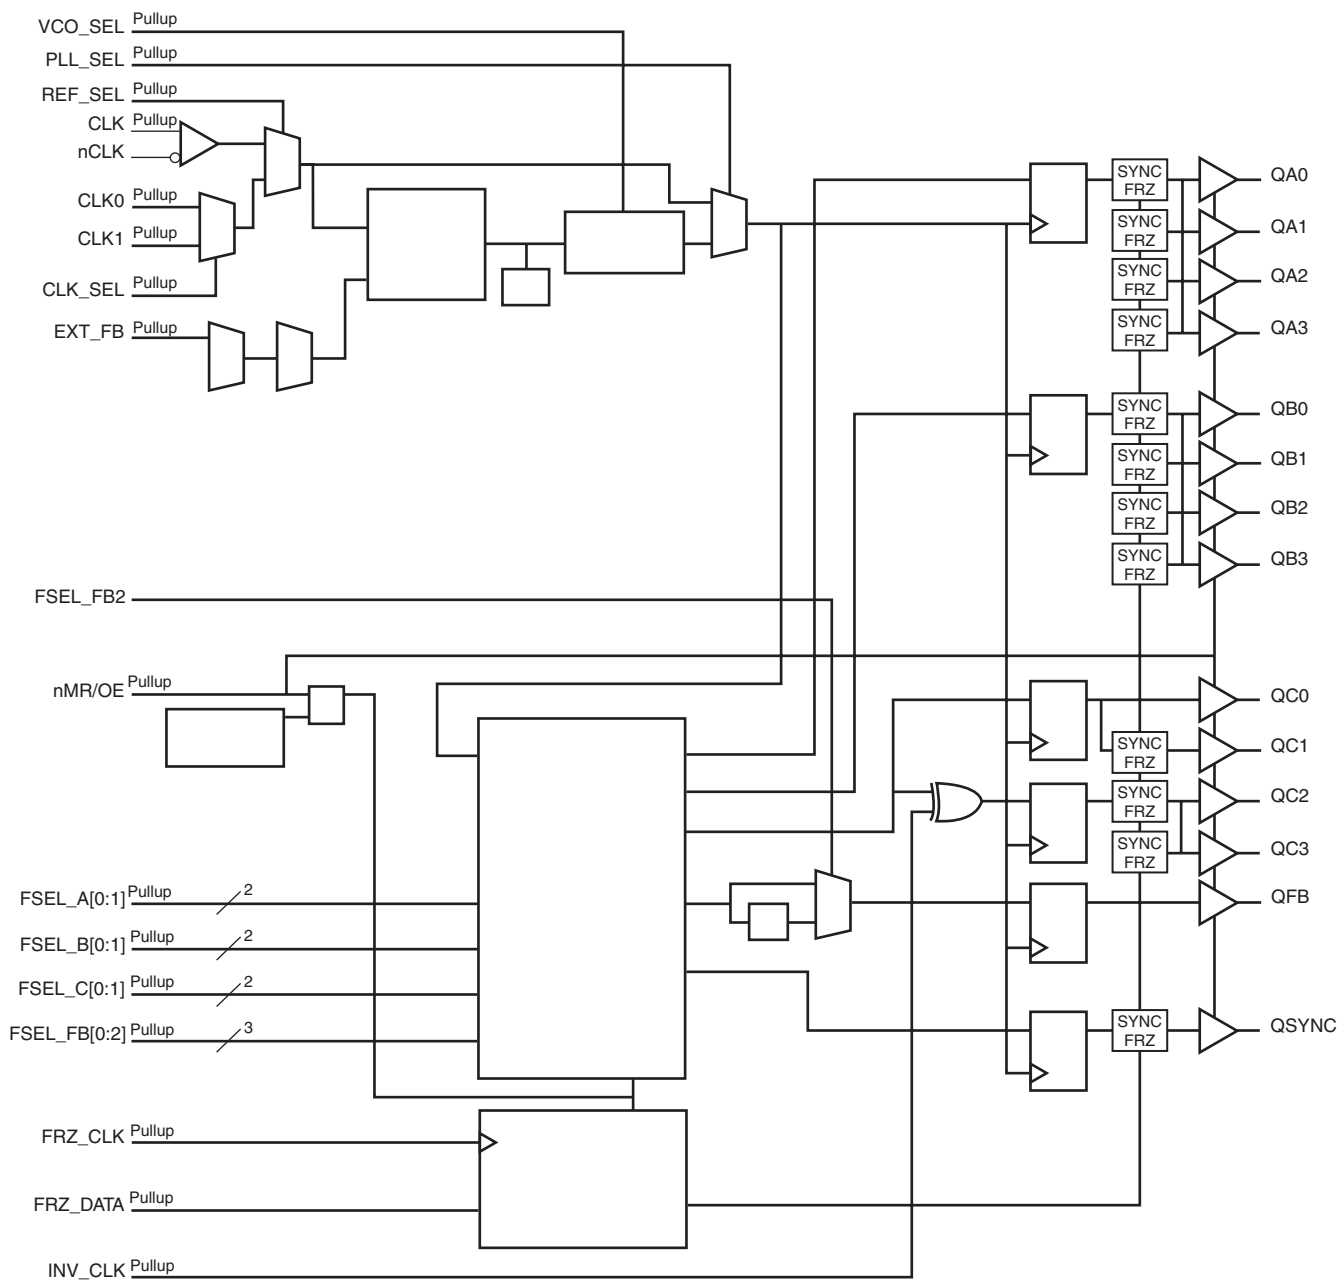 VCO_SEL Pullup
PLL_SEL Pullup
REF_SEL Pullup
CLK Pullup
nCLK
CLK0 Pullup
CLK1 Pullup
CLK_SEL Pullup
EXT_FB Pullup
SYNC
FRZ
QA0
SYNC
FRZ
QA1
SYNC
FRZ
QA2
SYNC
FRZ
QA3
SYNC
FRZ
QB0
SYNC
FRZ
QB1
SYNC
FRZ
QB2
SYNC
FRZ
QB3
FSEL_FB2
nMR/OE Pullup
QC0
SYNC
FRZ
QC1
SYNC
FRZ
QC2
SYNC
FRZ
QC3
FSEL_A[0:1] Pullup 2
QFB
FSEL_B[0:1] Pullup 2
FSEL_C[0:1] Pullup 2
FSEL_FB[0:2] Pullup 3
SYNC
FRZ
QSYNC
FRZ_CLK Pullup
FRZ_DATA Pullup
INV_CLK Pullup